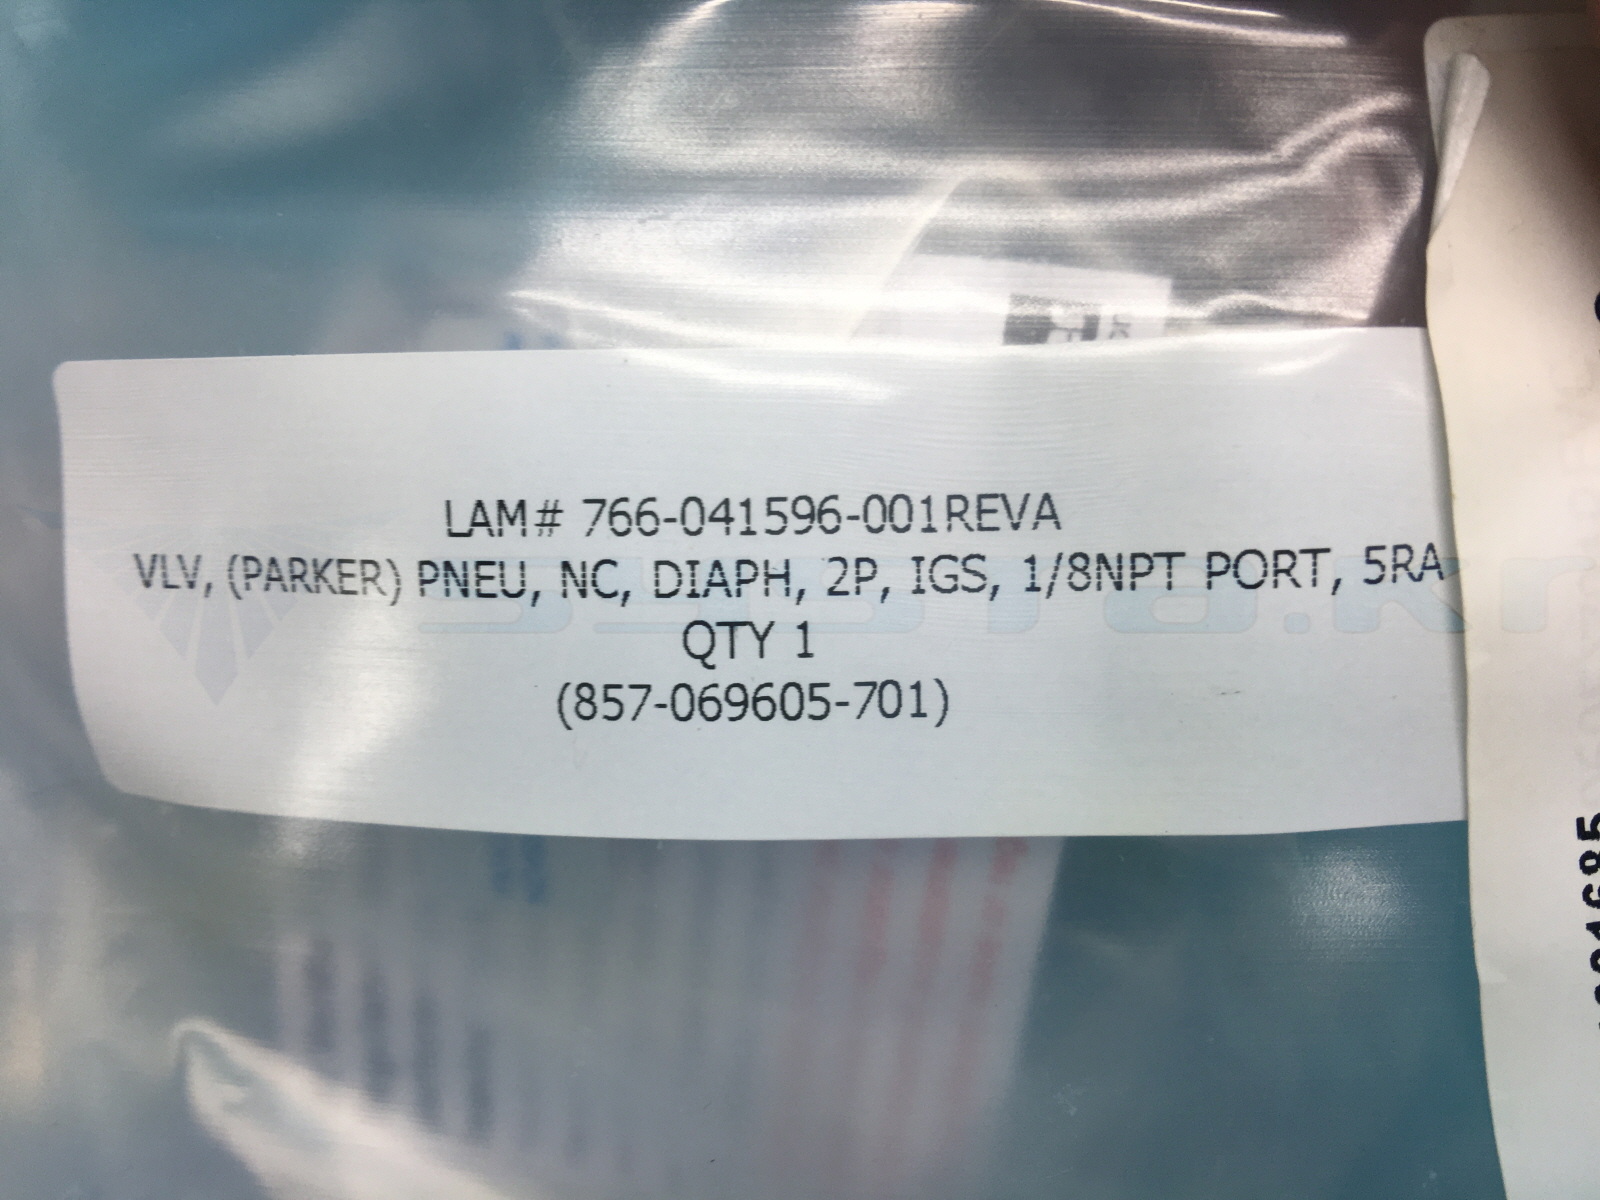 LAM# 766-041596-001REVA
VLV, (PARKER) PNEU, NC, DIAPH, 2P, IGS, 1/8NPT PORT, 5RA
QTY 1
(857-069605-701)